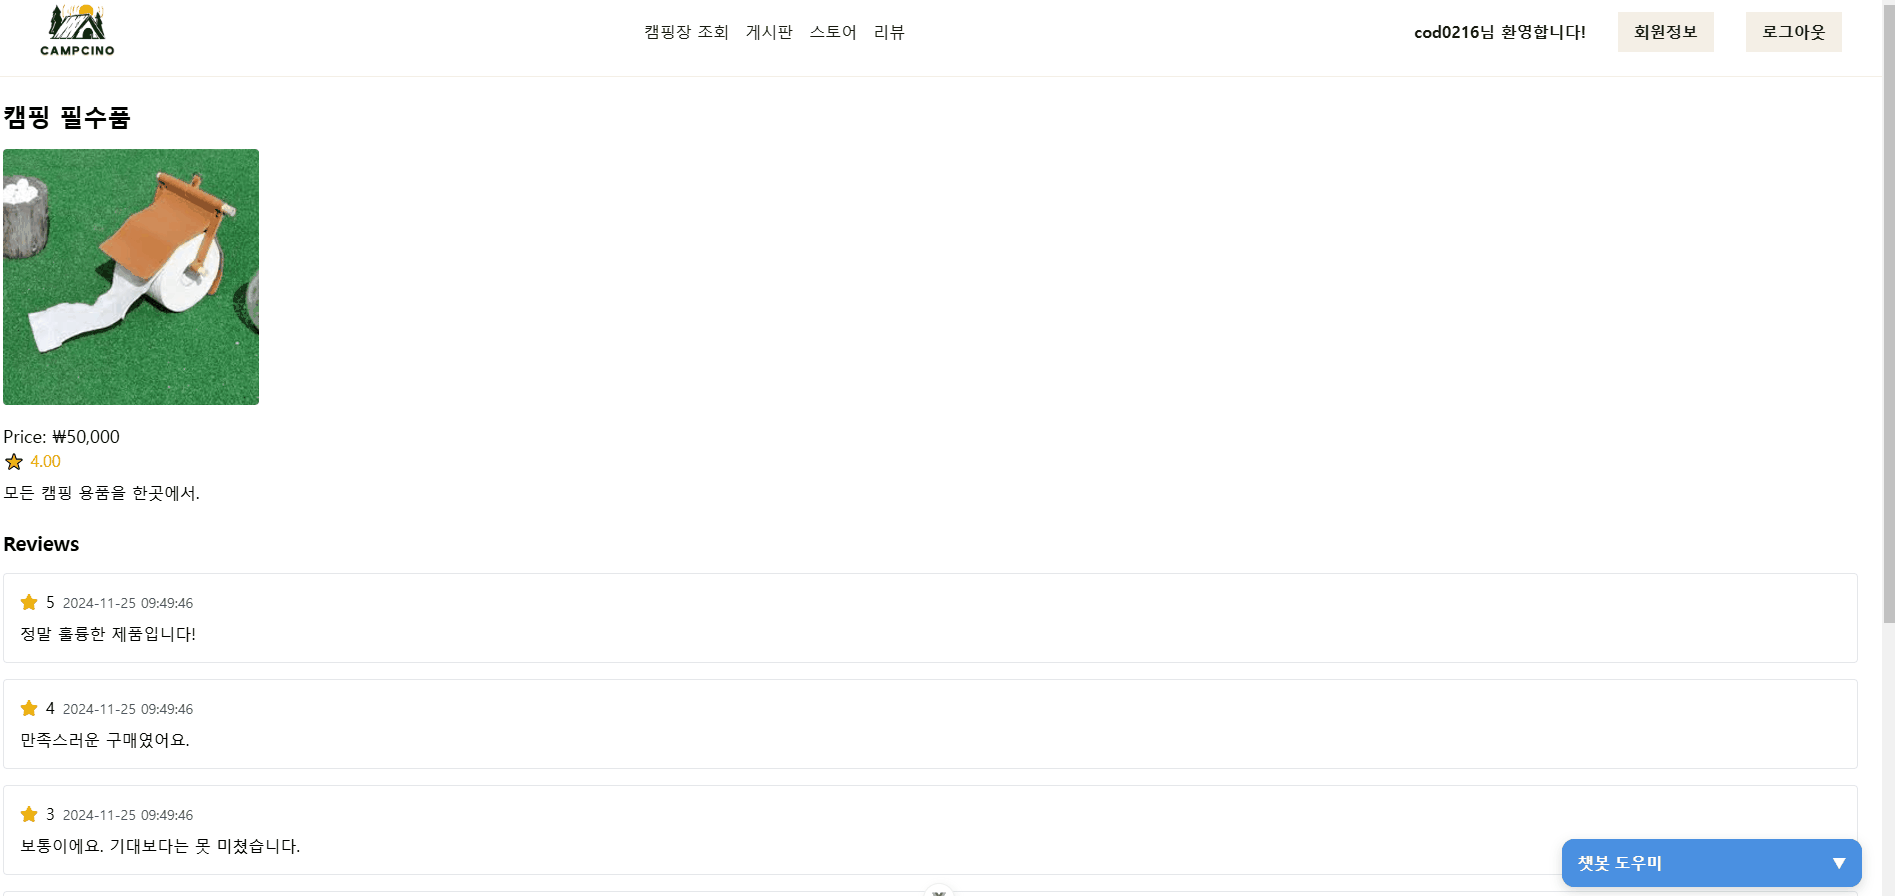 CAMPCINO
캠핑장 조회 게시판 스토어 리뷰
cod0216님 환영합니다! 회원정보 로그아웃
캠핑 필수품
Price: ₩50,000
4.00
모든 캠핑 용품을 한곳에서.
Reviews
5 2024-11-25 09:49:46
정말 훌륭한 제품입니다!
4 2024-11-25 09:49:46
만족스러운 구매였어요.
3 2024-11-25 09:49:46
보통이에요. 기대보다는 못 미쳤습니다.
챗봇 도우미 ▼